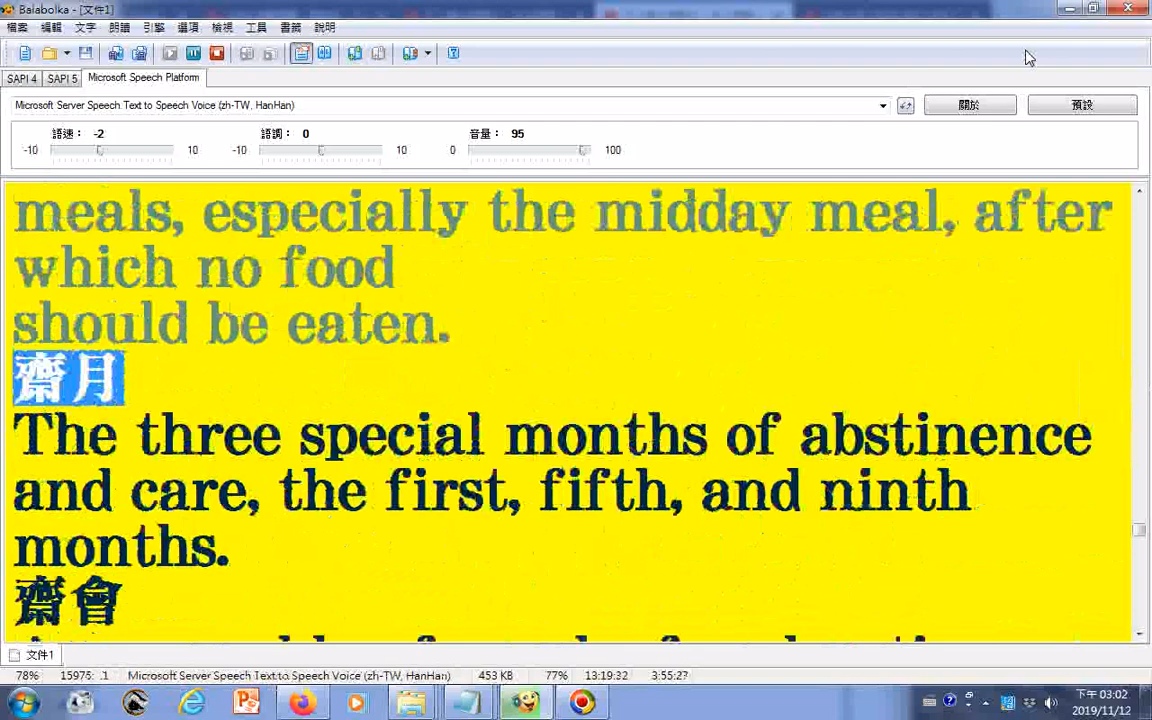 Balabolka - [文件1]
檔案 編輯 文字 朗讀 引擎 選項 檢視 工具 書籤 說明
SAPI 4 SAPI 5 Microsoft Speech Platform
Microsoft Server Speech Text to Speech Voice (zh-TW, HanHan) 關於 預設
語速： -2 語調： 0 音量： 95
-10 10 -10 10 0 100
meals, especially the midday meal, after
which no food
should be eaten.
齋月
The three special months of abstinence
and care, the first, fifth, and ninth
months.
齋會
文件1
78% 15975: .1 Microsoft Server Speech Text to Speech Voice (zh-TW, HanHan) 453 KB 77% 13:19:32 3:55:27
下午 03:02
2019/11/12